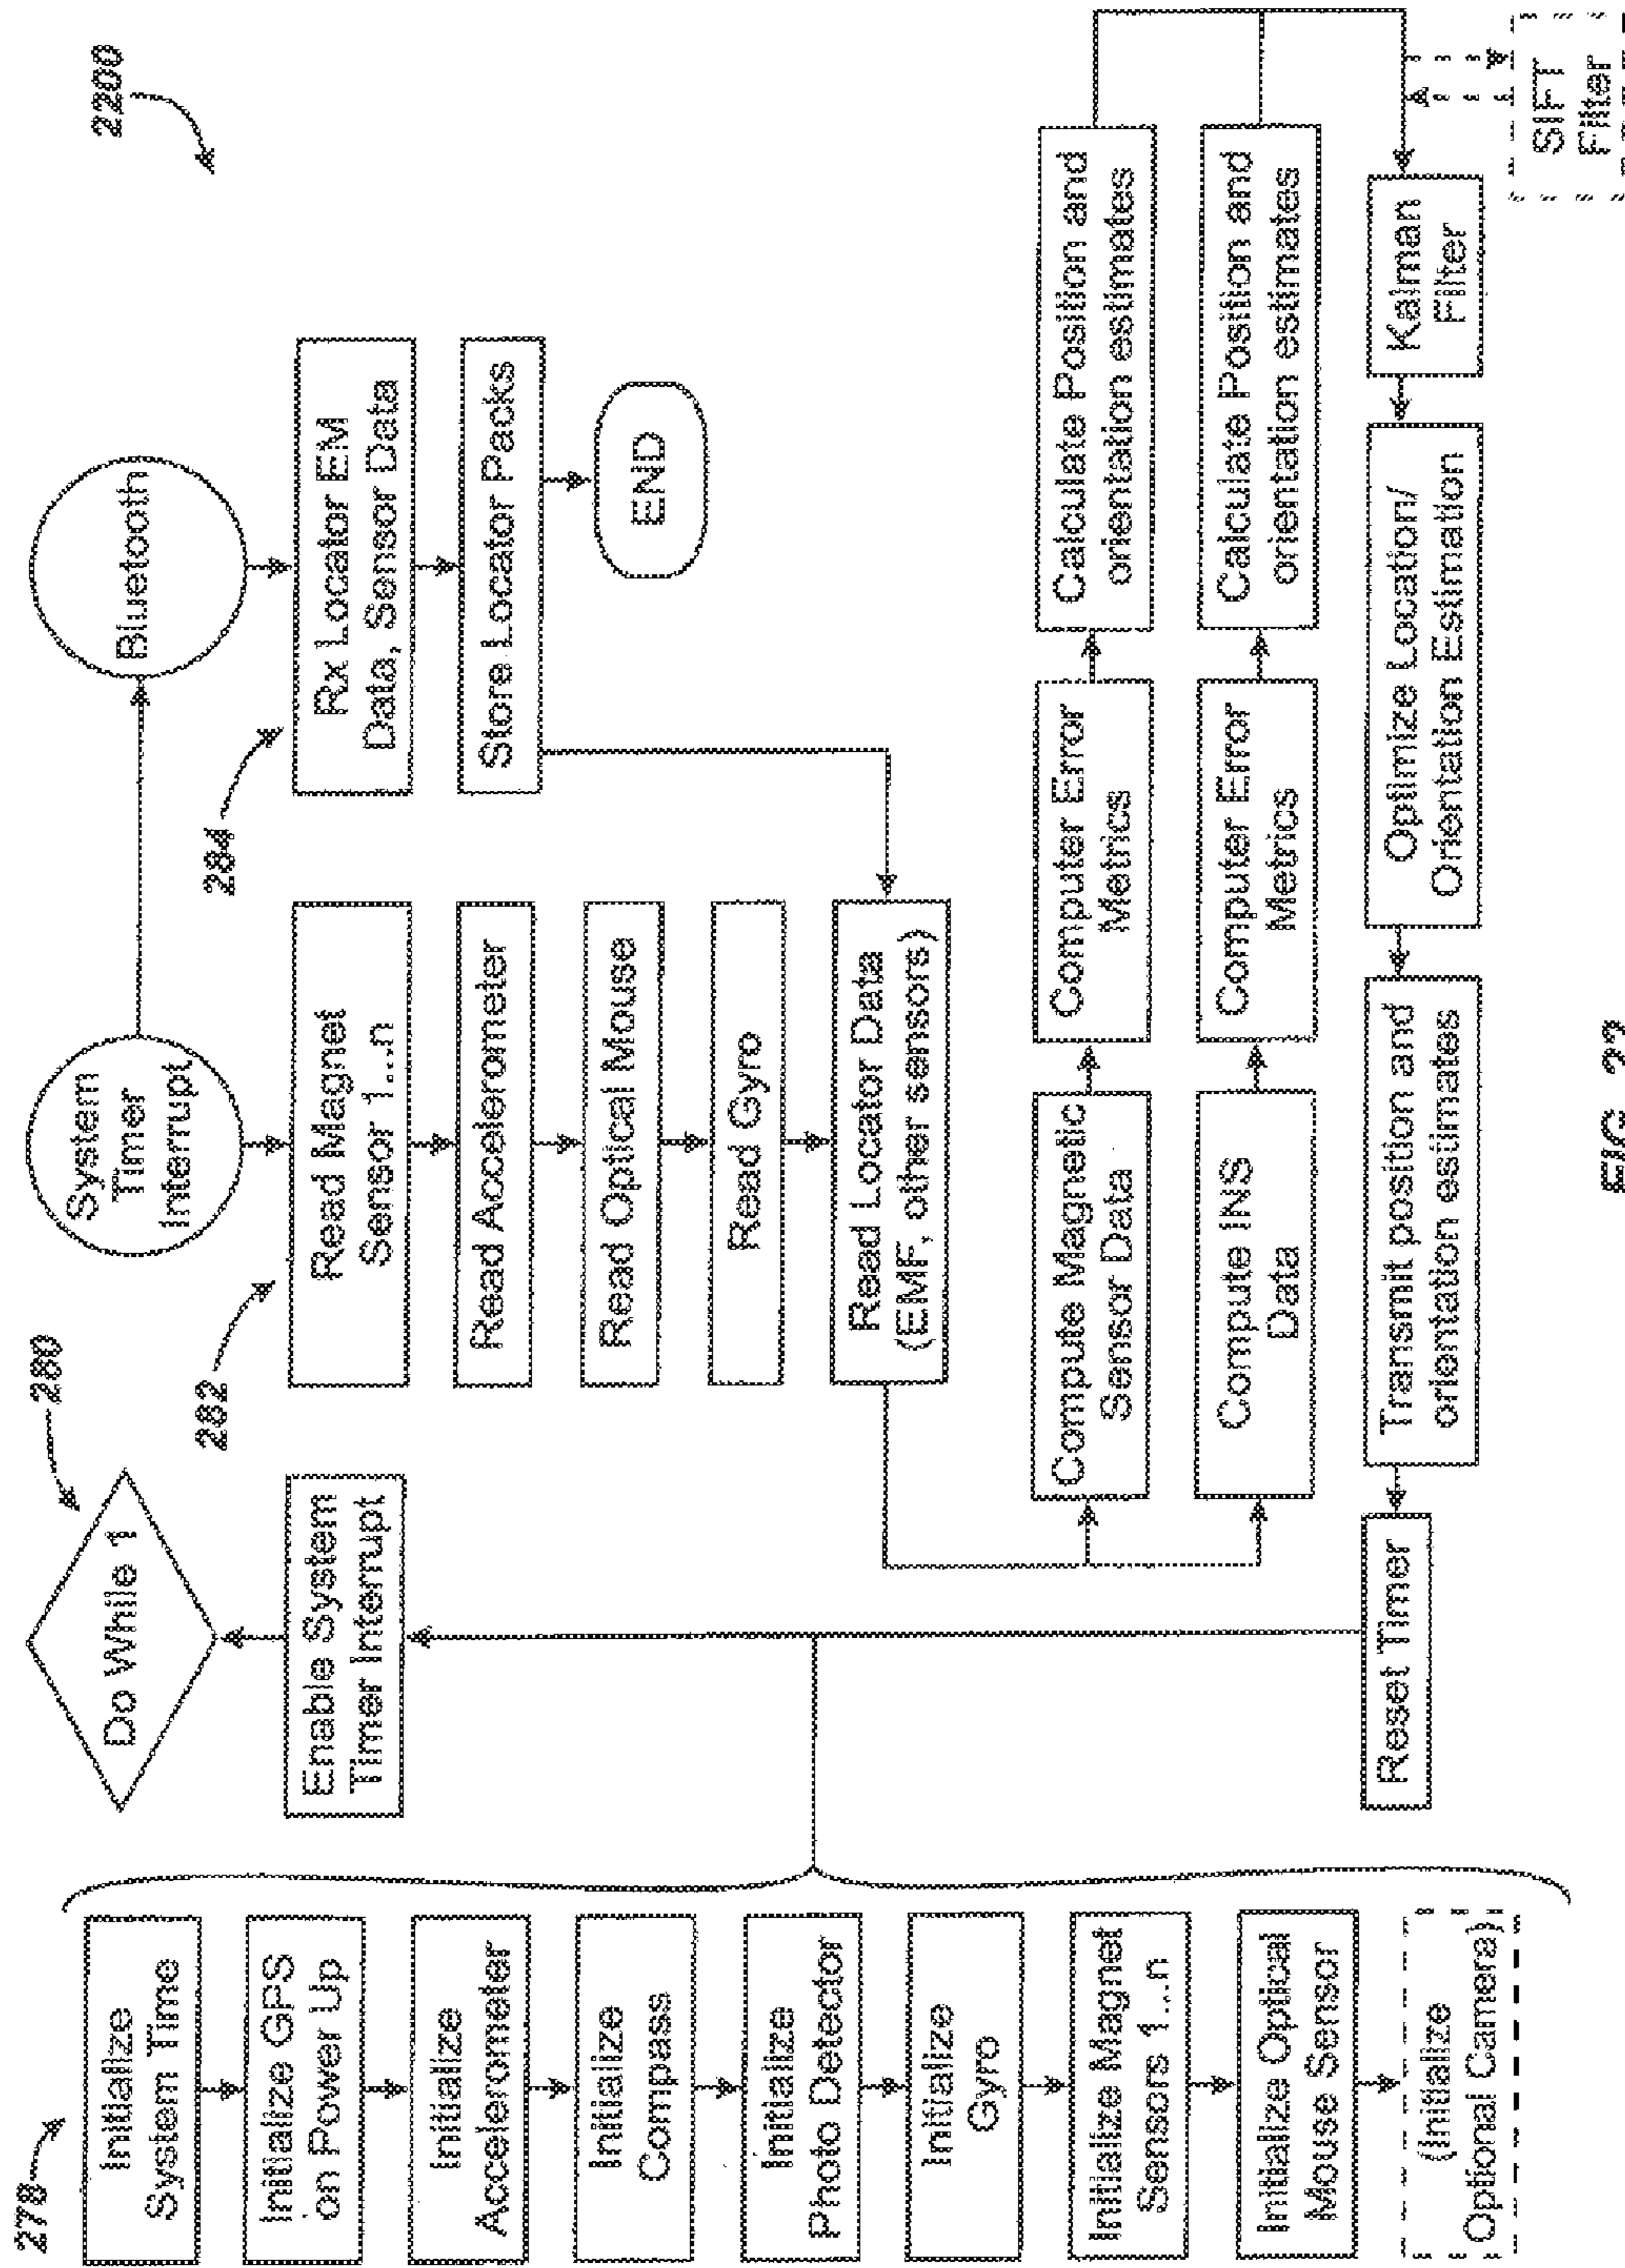 2200
278
Initialize
System Time
Initialize GPS
on Power Up
Initialize
Accelerometer
Initialize
Compass
Initialize
Photo Detector
Initialize
Gyro
Initialize Magnet
Sensors 1...n
Initialize Optical
Mouse Sensor
(Initialize
Optional Camera)
280
Do While 1
Enable System
Timer Interrupt
System
Timer
Interrupt
282
Read Magnet
Sensor 1...n
Read Accelerometer
Read Optical Mouse
Read Gyro
Read Locator Data
(EMF, other sensors)
Bluetooth
284
Rx Locator EM
Data, Sensor Data
Store Locator Packs
END
Compute Magnetic
Sensor Data
Computer Error
Metrics
Calculate Position and
orientation estimates
Compute INS
Data
Computer Error
Metrics
Calculate Position and
orientation estimates
Reset Timer
Transmit position and
orientation estimates
Optimize Location/
Orientation Estimation
Kalman
Filter
SIFT
Filter
FIG.